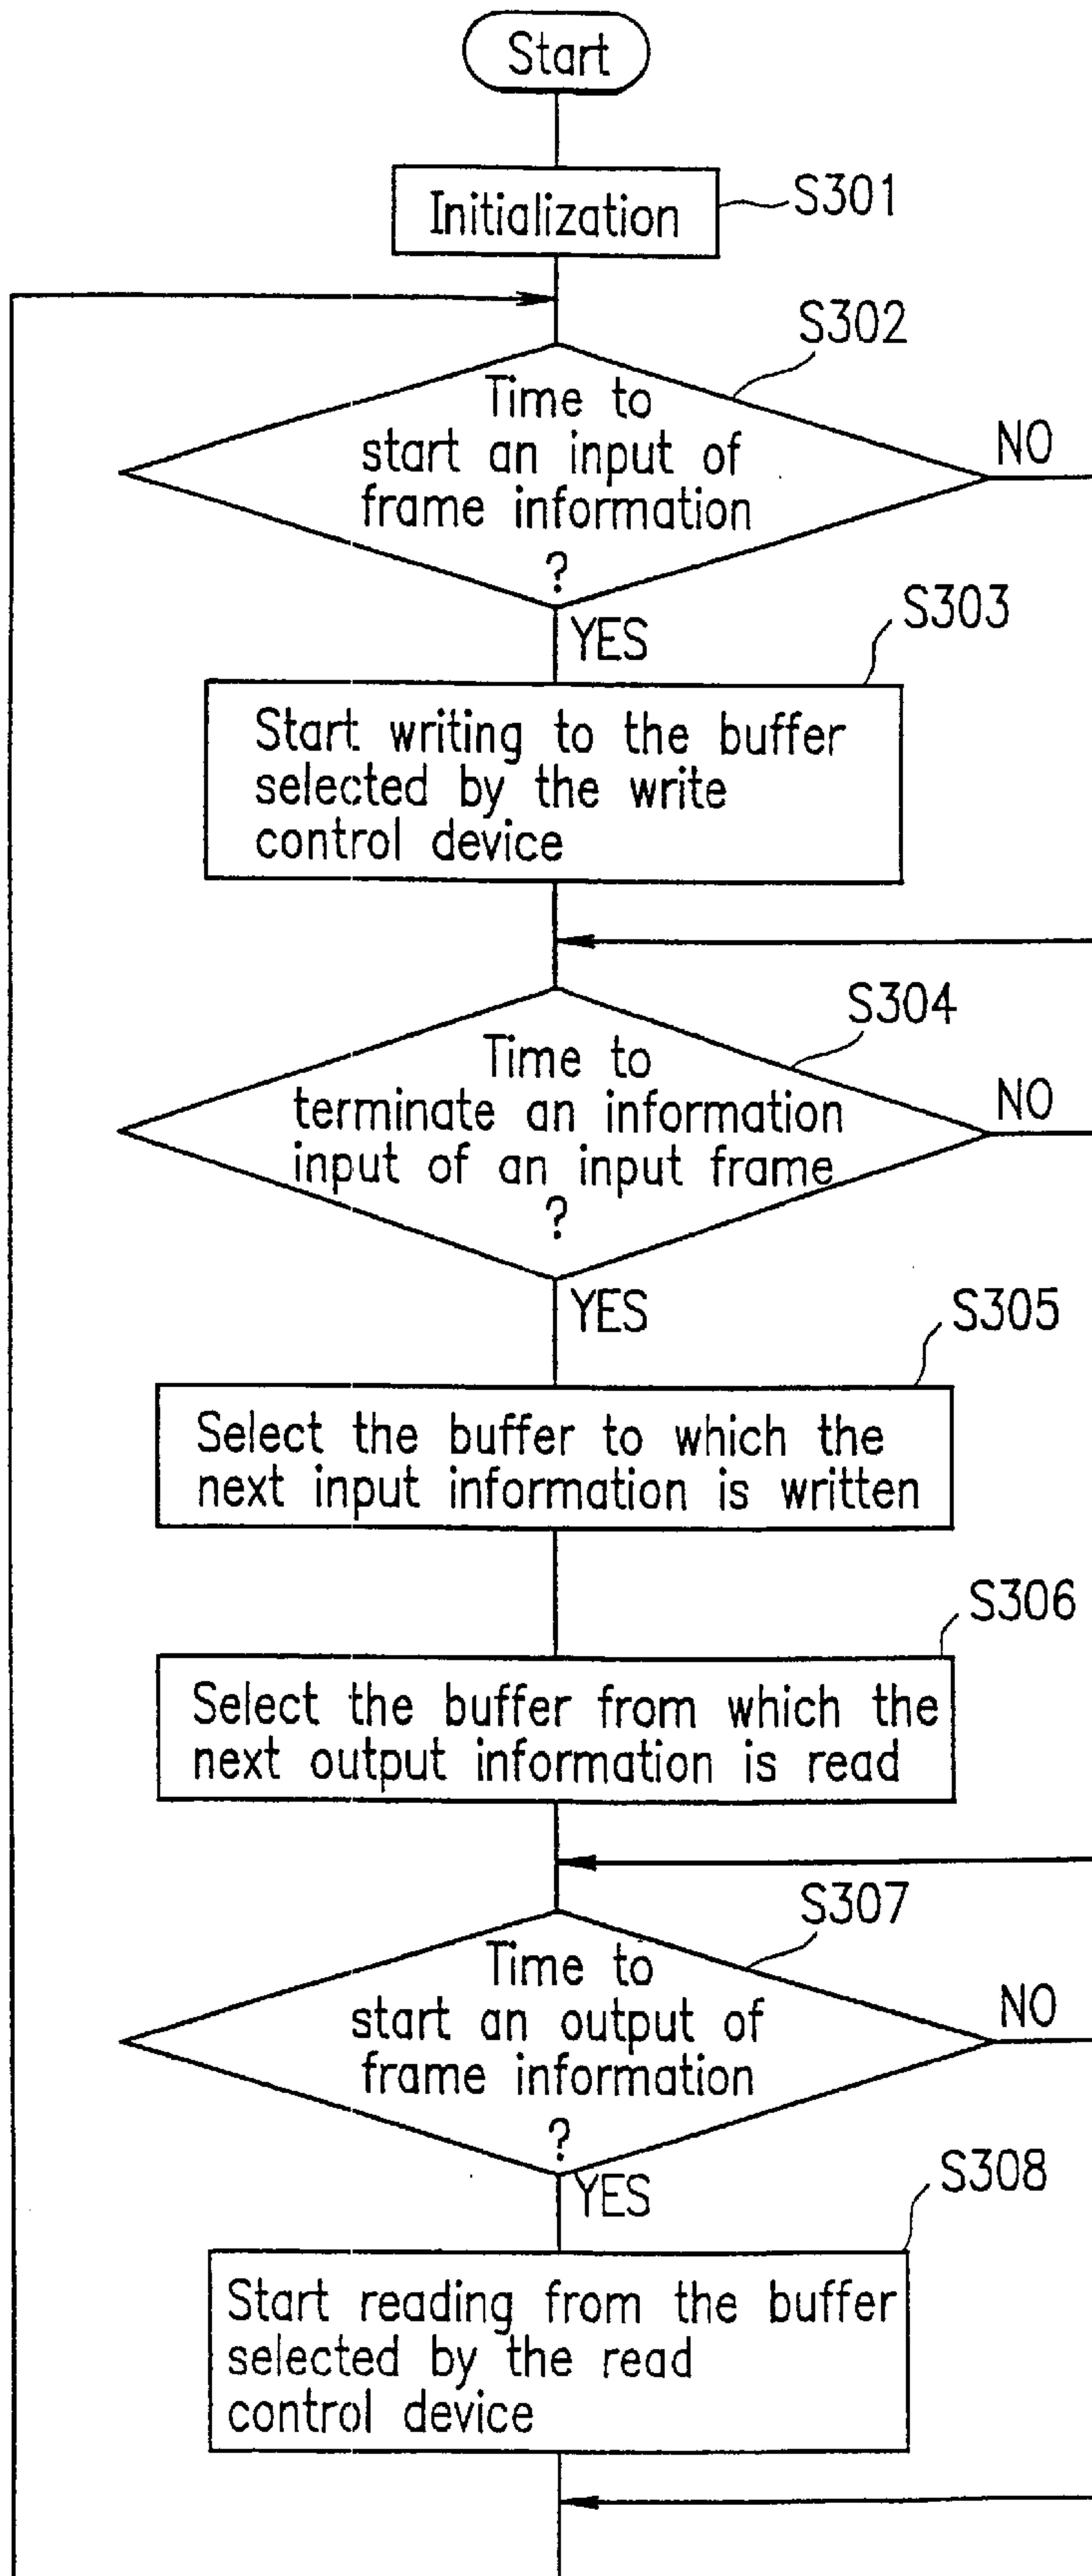 Start
Initialization
S301
S302
Time to
start an input of
frame information
?
NO
YES
S303
Start writing to the buffer
selected by the write
control device
S304
Time to
terminate an information
input of an input frame
?
NO
YES
S305
Select the buffer to which the
next input information is written
S306
Select the buffer from which the
next output information is read
S307
Time to
start an output of
frame information
?
NO
YES
S308
Start reading from the buffer
selected by the read
control device